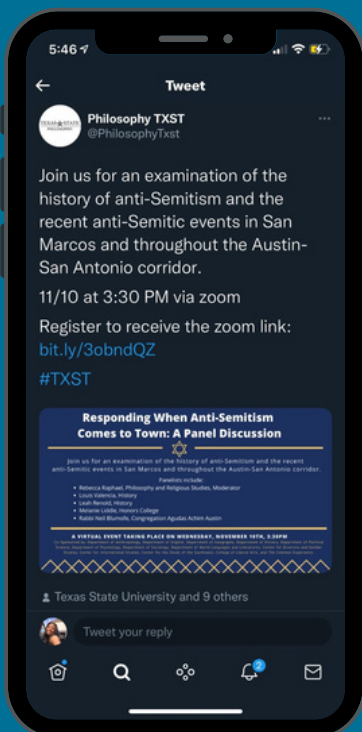 5:46
Tweet
TEXAS★STATE
Philosophy TXST
@PhilosophyTxst
Join us for an examination of the
history of anti-Semitism and the
recent anti-Semitic events in San
Marcos and throughout the Austin-
San Antonio corridor.
11/10 at 3:30 PM via zoom
Register to receive the zoom link:
bit.ly/3obndQZ
#TXST
Responding When Anti-Semitism
Comes to Town: A Panel Discussion
Join us for an examination of the history of anti-Semitism and the recent
anti-Semitic events in San Marcos and throughout the Austin-San Antonio corridor.
Panelists include:
• Rebecca Raphael, Philosophy and Religious Studies, Moderator
• Louis Valencia, History
• Leah Renold, History
• Melanie Liddle, Honors College
• Rabbi Neil Blumofe, Congregation Agudas Achim Austin
A VIRTUAL EVENT TAKING PLACE ON WEDNESDAY, NOVEMBER 10TH, 3:30PM
Texas State University and 9 others
Tweet your reply
2